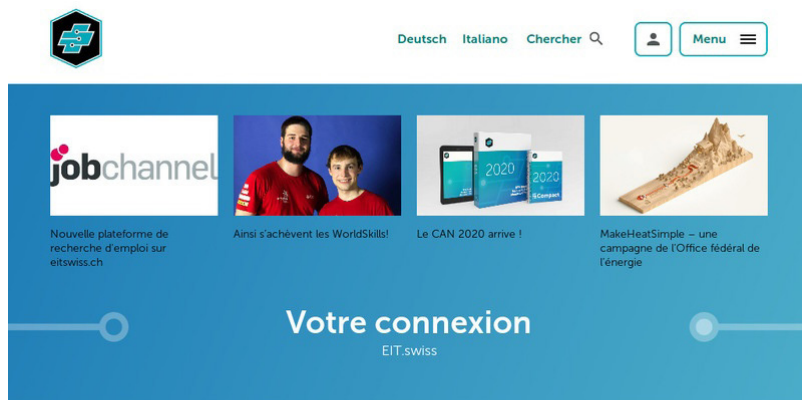 Deutsch Italiano Chercher Menu
jobchannel
2020
2020
Compact
Nouvelle plateforme de
recherche d'emploi sur
eitswiss.ch
Ainsi s'achèvent les WorldSkills!
Le CAN 2020 arrive !
MakeHeatSimple – une
campagne de l'Office fédéral de
l'énergie
Votre connexion
EIT.swiss